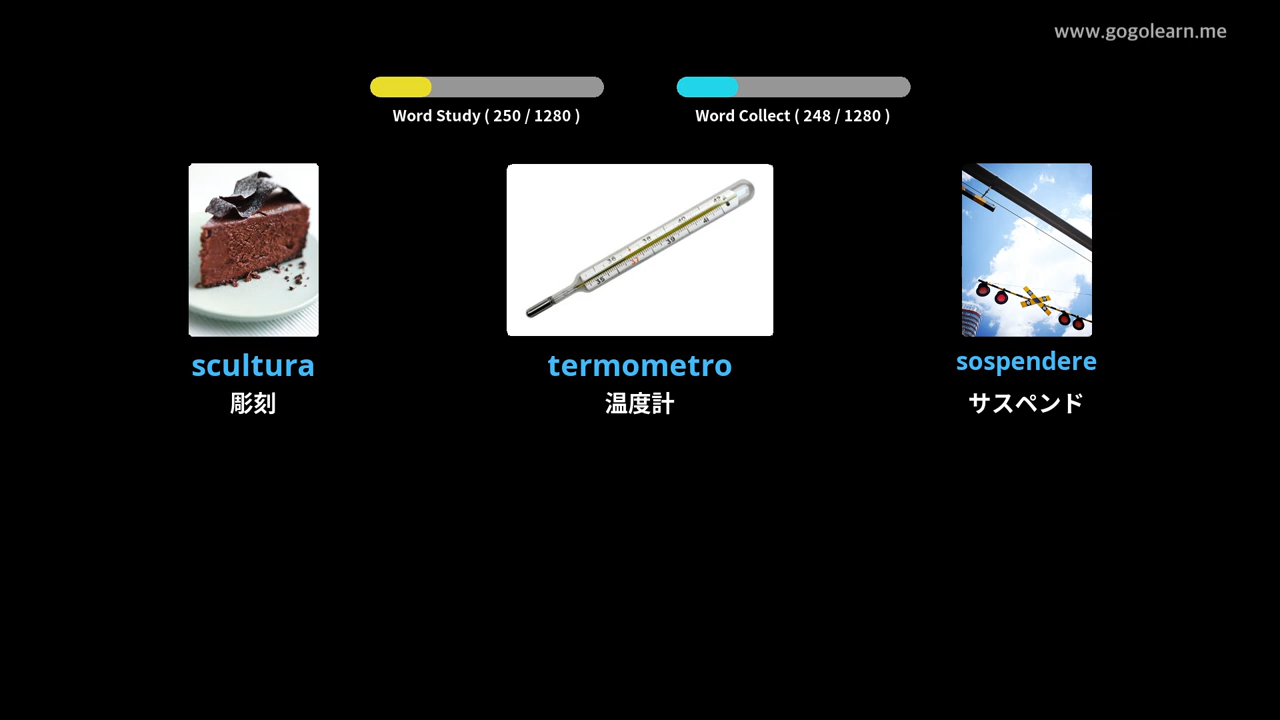 www.gogolearn.me
Word Study ( 250 / 1280 )
Word Collect ( 248 / 1280 )
scultura
彫刻
termometro
温度計
sospendere
サスペンド